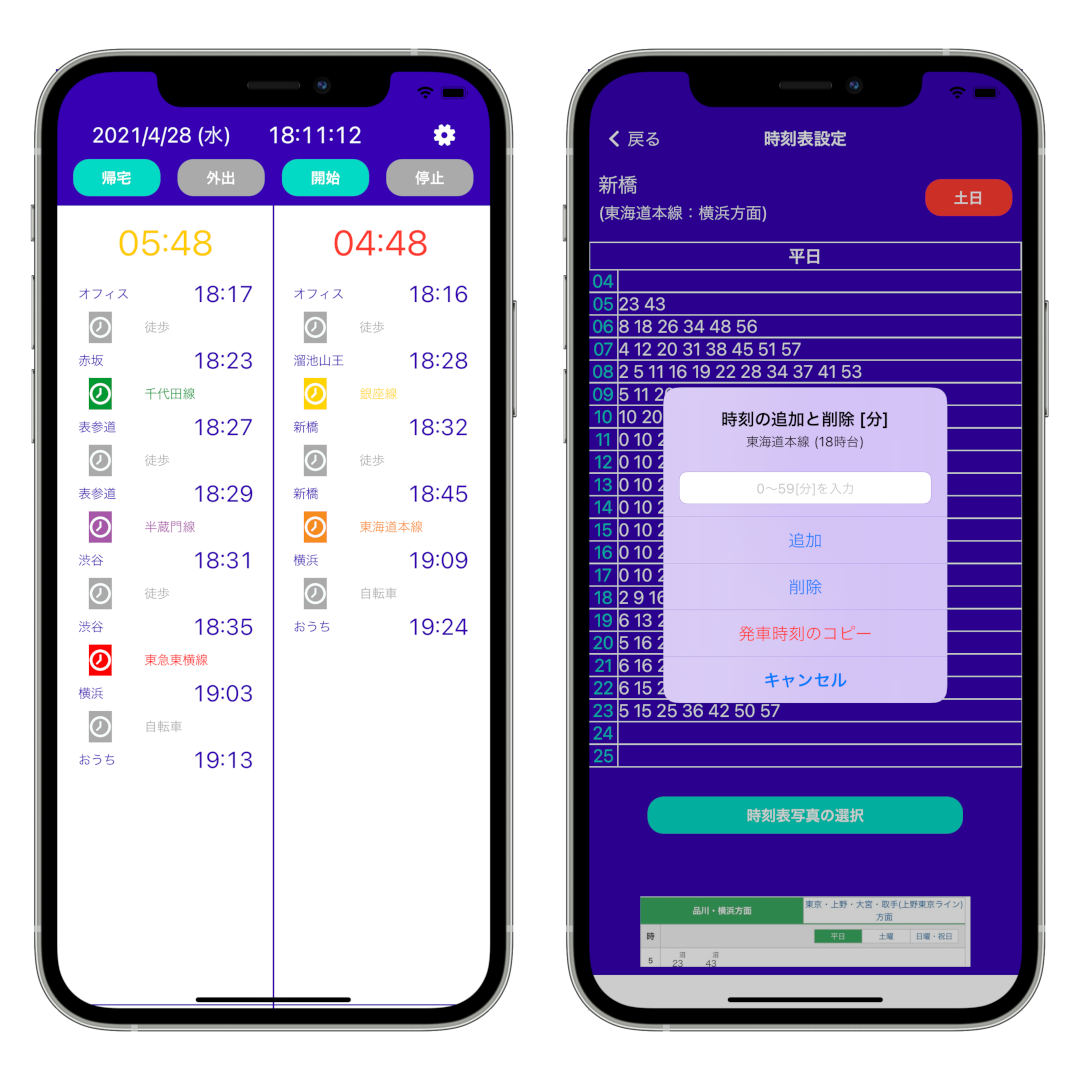 2021/4/28 (水) 18:11:12
帰宅 外出 開始 停止
05:48
オフィス 18:17
徒歩
赤坂 18:23
千代田線
表参道 18:27
徒歩
表参道 18:29
半蔵門線
渋谷 18:31
徒歩
渋谷 18:35
東急東横線
横浜 19:03
自転車
おうち 19:13
04:48
オフィス 18:16
徒歩
溜池山王 18:28
銀座線
新橋 18:32
徒歩
新橋 18:45
東海道本線
横浜 19:09
自転車
おうち 19:24
戻る 時刻表設定
新橋
(東海道本線：横浜方面)
土日
平日
04
05 23 43
06 8 18 26 34 48 56
07 4 12 20 31 38 45 51 57
08 2 5 11 16 19 22 28 34 37 41 53
09 5 11 2
10 10 20
11 0 10 2
12 0 10 2
13 0 10 2
14 0 10 2
15 0 10 2
16 0 10 2
17 0 10 2
18 2 9 16
19 6 13 2
20 5 16 2
21 6 16 2
22 6 15 2
23 5 15 25 36 42 50 57
24
25
時刻の追加と削除 [分]
東海道本線 (18時台)
0〜59[分]を入力
追加
削除
発車時刻のコピー
キャンセル
時刻表写真の選択
品川・横浜方面
東京・上野・大宮・取手(上野東京ライン)
方面
時 平日 土曜 日曜・祝日
5 23 43